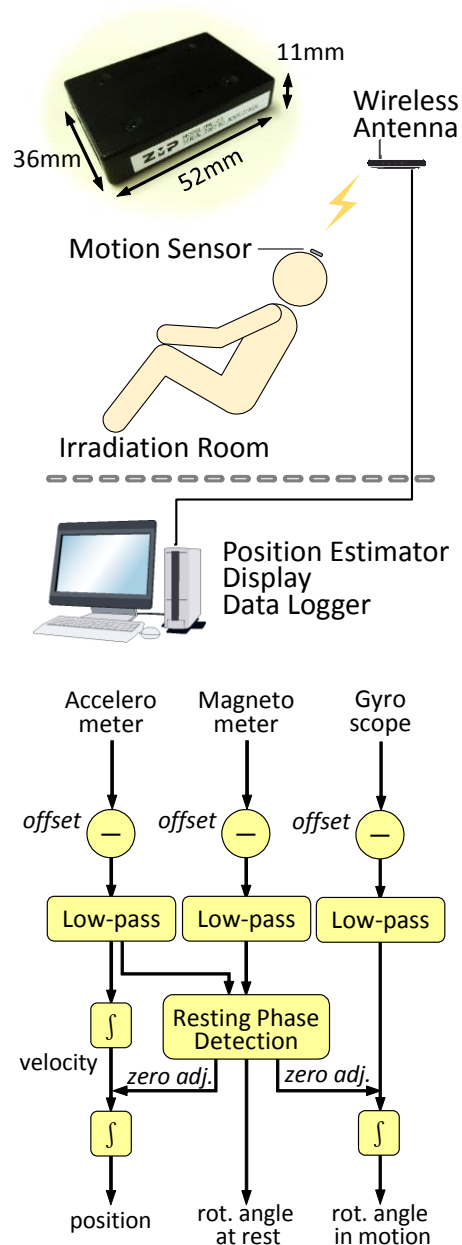 11mm
36mm
52mm
ZMP
Wireless
Antenna
Motion Sensor
Irradiation Room
Position Estimator
Display
Data Logger
Accelero
meter
Magneto
meter
Gyro
scope
offset
offset
offset
—
—
—
Low-pass
Low-pass
Low-pass
∫
Resting Phase
Detection
velocity
zero adj.
zero adj.
∫
∫
position
rot. angle
at rest
rot. angle
in motion